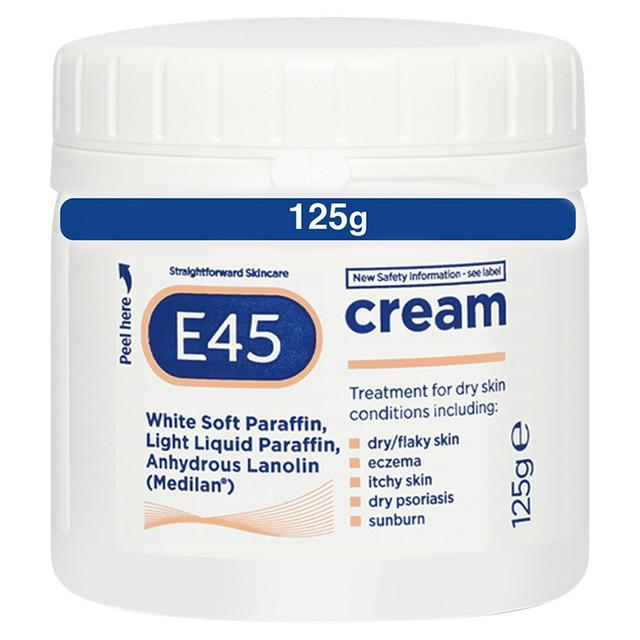 125g
Peel here
Straightforward Skincare
E45
White Soft Paraffin,
Light Liquid Paraffin,
Anhydrous Lanolin
(Medilan®)
New Safety Information - see label
cream
Treatment for dry skin
conditions including:
dry/flaky skin
eczema
itchy skin
dry psoriasis
sunburn
125g ℮